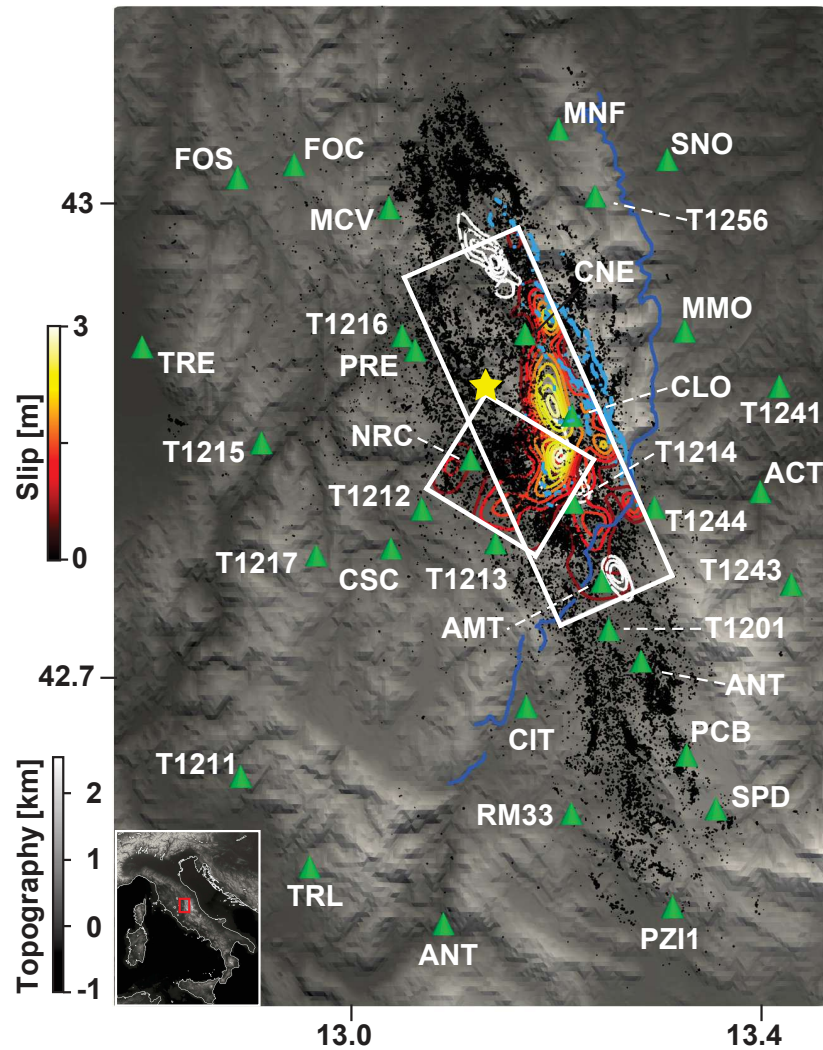 MNF
SNO
FOS
FOC
43
MCV
T1256
CNE
3
T1216
MMO
TRE
PRE
CLO
T1241
Slip [m]
NRC
T1215
T1214
ACT
T1212
T1244
0
T1217
CSC
T1213
T1243
AMT
T1201
42.7
ANT
CIT
PCB
T1211
2
SPD
RM33
1
Topography [km]
TRL
0
ANT
PZI1
-1
13.0
13.4